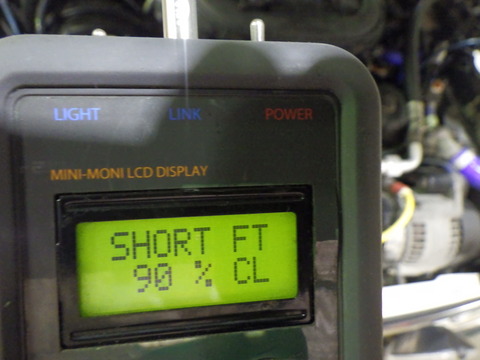 LIGHT LINK POWER
MINI-MONI LCD DISPLAY
SHORT FT
90 % CL